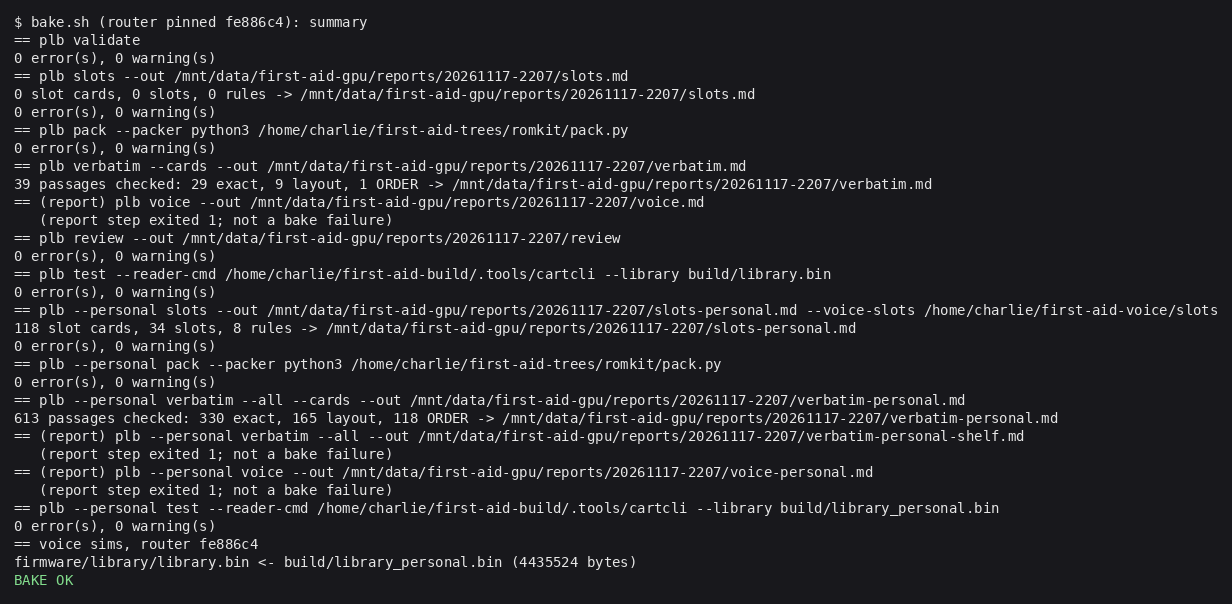 $ bake.sh (router pinned fe886c4): summary
== plb validate
0 error(s), 0 warning(s)
== plb slots --out /mnt/data/first-aid-gpu/reports/20261117-2207/slots.md
0 slot cards, 0 slots, 0 rules -> /mnt/data/first-aid-gpu/reports/20261117-2207/slots.md
0 error(s), 0 warning(s)
== plb pack --packer python3 /home/charlie/first-aid-trees/romkit/pack.py
0 error(s), 0 warning(s)
== plb verbatim --cards --out /mnt/data/first-aid-gpu/reports/20261117-2207/verbatim.md
39 passages checked: 29 exact, 9 layout, 1 ORDER -> /mnt/data/first-aid-gpu/reports/20261117-2207/verbatim.md
== (report) plb voice --out /mnt/data/first-aid-gpu/reports/20261117-2207/voice.md
   (report step exited 1; not a bake failure)
== plb review --out /mnt/data/first-aid-gpu/reports/20261117-2207/review
0 error(s), 0 warning(s)
== plb test --reader-cmd /home/charlie/first-aid-build/.tools/cartcli --library build/library.bin
0 error(s), 0 warning(s)
== plb --personal slots --out /mnt/data/first-aid-gpu/reports/20261117-2207/slots-personal.md --voice-slots /home/charlie/first-aid-voice/slots
118 slot cards, 34 slots, 8 rules -> /mnt/data/first-aid-gpu/reports/20261117-2207/slots-personal.md
0 error(s), 0 warning(s)
== plb --personal pack --packer python3 /home/charlie/first-aid-trees/romkit/pack.py
0 error(s), 0 warning(s)
== plb --personal verbatim --all --cards --out /mnt/data/first-aid-gpu/reports/20261117-2207/verbatim-personal.md
613 passages checked: 330 exact, 165 layout, 118 ORDER -> /mnt/data/first-aid-gpu/reports/20261117-2207/verbatim-personal.md
== (report) plb --personal verbatim --all --out /mnt/data/first-aid-gpu/reports/20261117-2207/verbatim-personal-shelf.md
   (report step exited 1; not a bake failure)
== (report) plb --personal voice --out /mnt/data/first-aid-gpu/reports/20261117-2207/voice-personal.md
   (report step exited 1; not a bake failure)
== plb --personal test --reader-cmd /home/charlie/first-aid-build/.tools/cartcli --library build/library_personal.bin
0 error(s), 0 warning(s)
== voice sims, router fe886c4
firmware/library/library.bin <- build/library_personal.bin (4435524 bytes)
BAKE OK